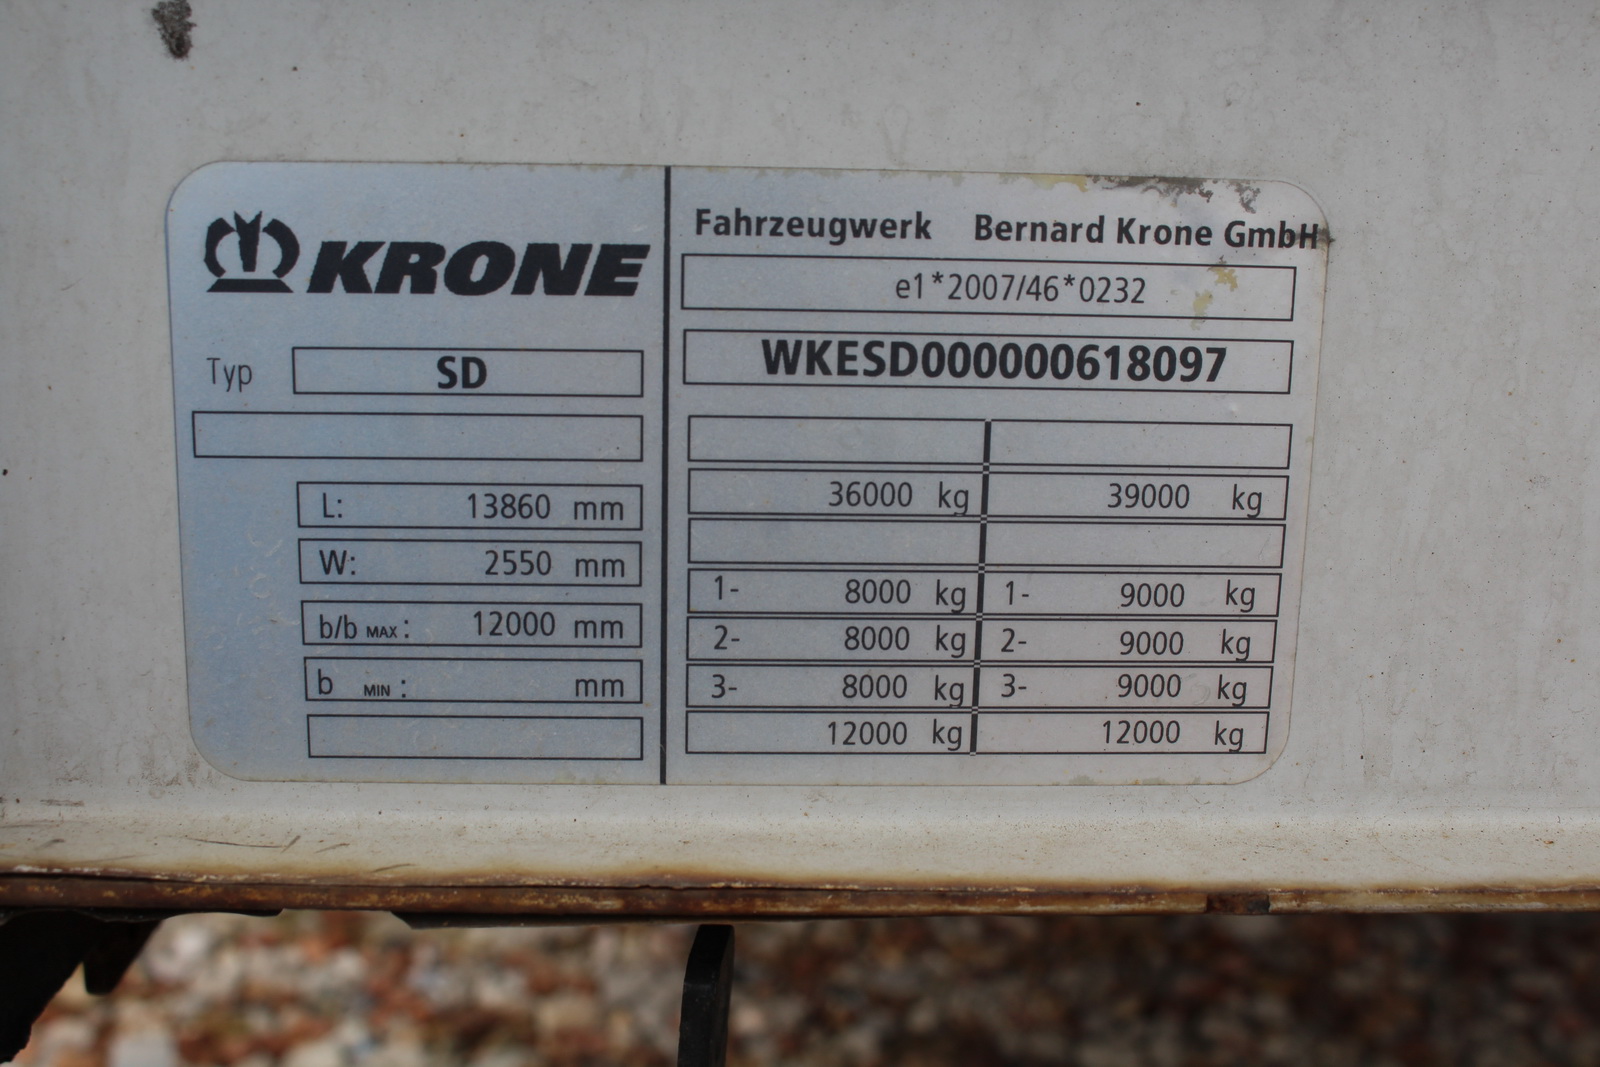 KRONE
Typ SD
L: 13860 mm
W: 2550 mm
b/b MAX: 12000 mm
b MIN: mm
Fahrzeugwerk Bernard Krone GmbH
e1*2007/46*0232
WKESD000000618097
36000 kg 39000 kg
1- 8000 kg 1- 9000 kg
2- 8000 kg 2- 9000 kg
3- 8000 kg 3- 9000 kg
12000 kg 12000 kg